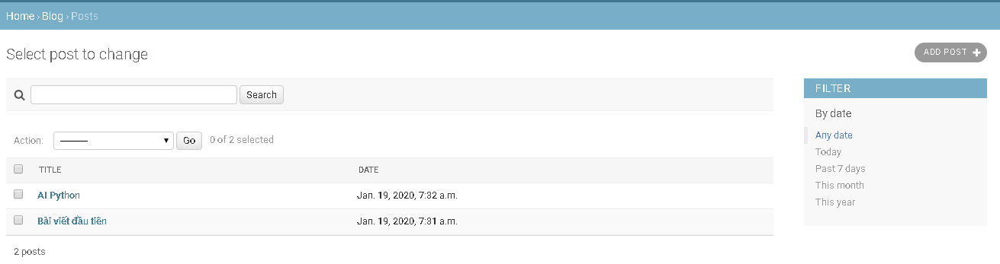 Home › Blog › Posts
Select post to change
ADD POST
Search
Action: --------- Go 0 of 2 selected
TITLE DATE
AI Python Jan. 19, 2020, 7:32 a.m.
Bài viết đầu tiên Jan. 19, 2020, 7:31 a.m.
2 posts
FILTER
By date
Any date
Today
Past 7 days
This month
This year